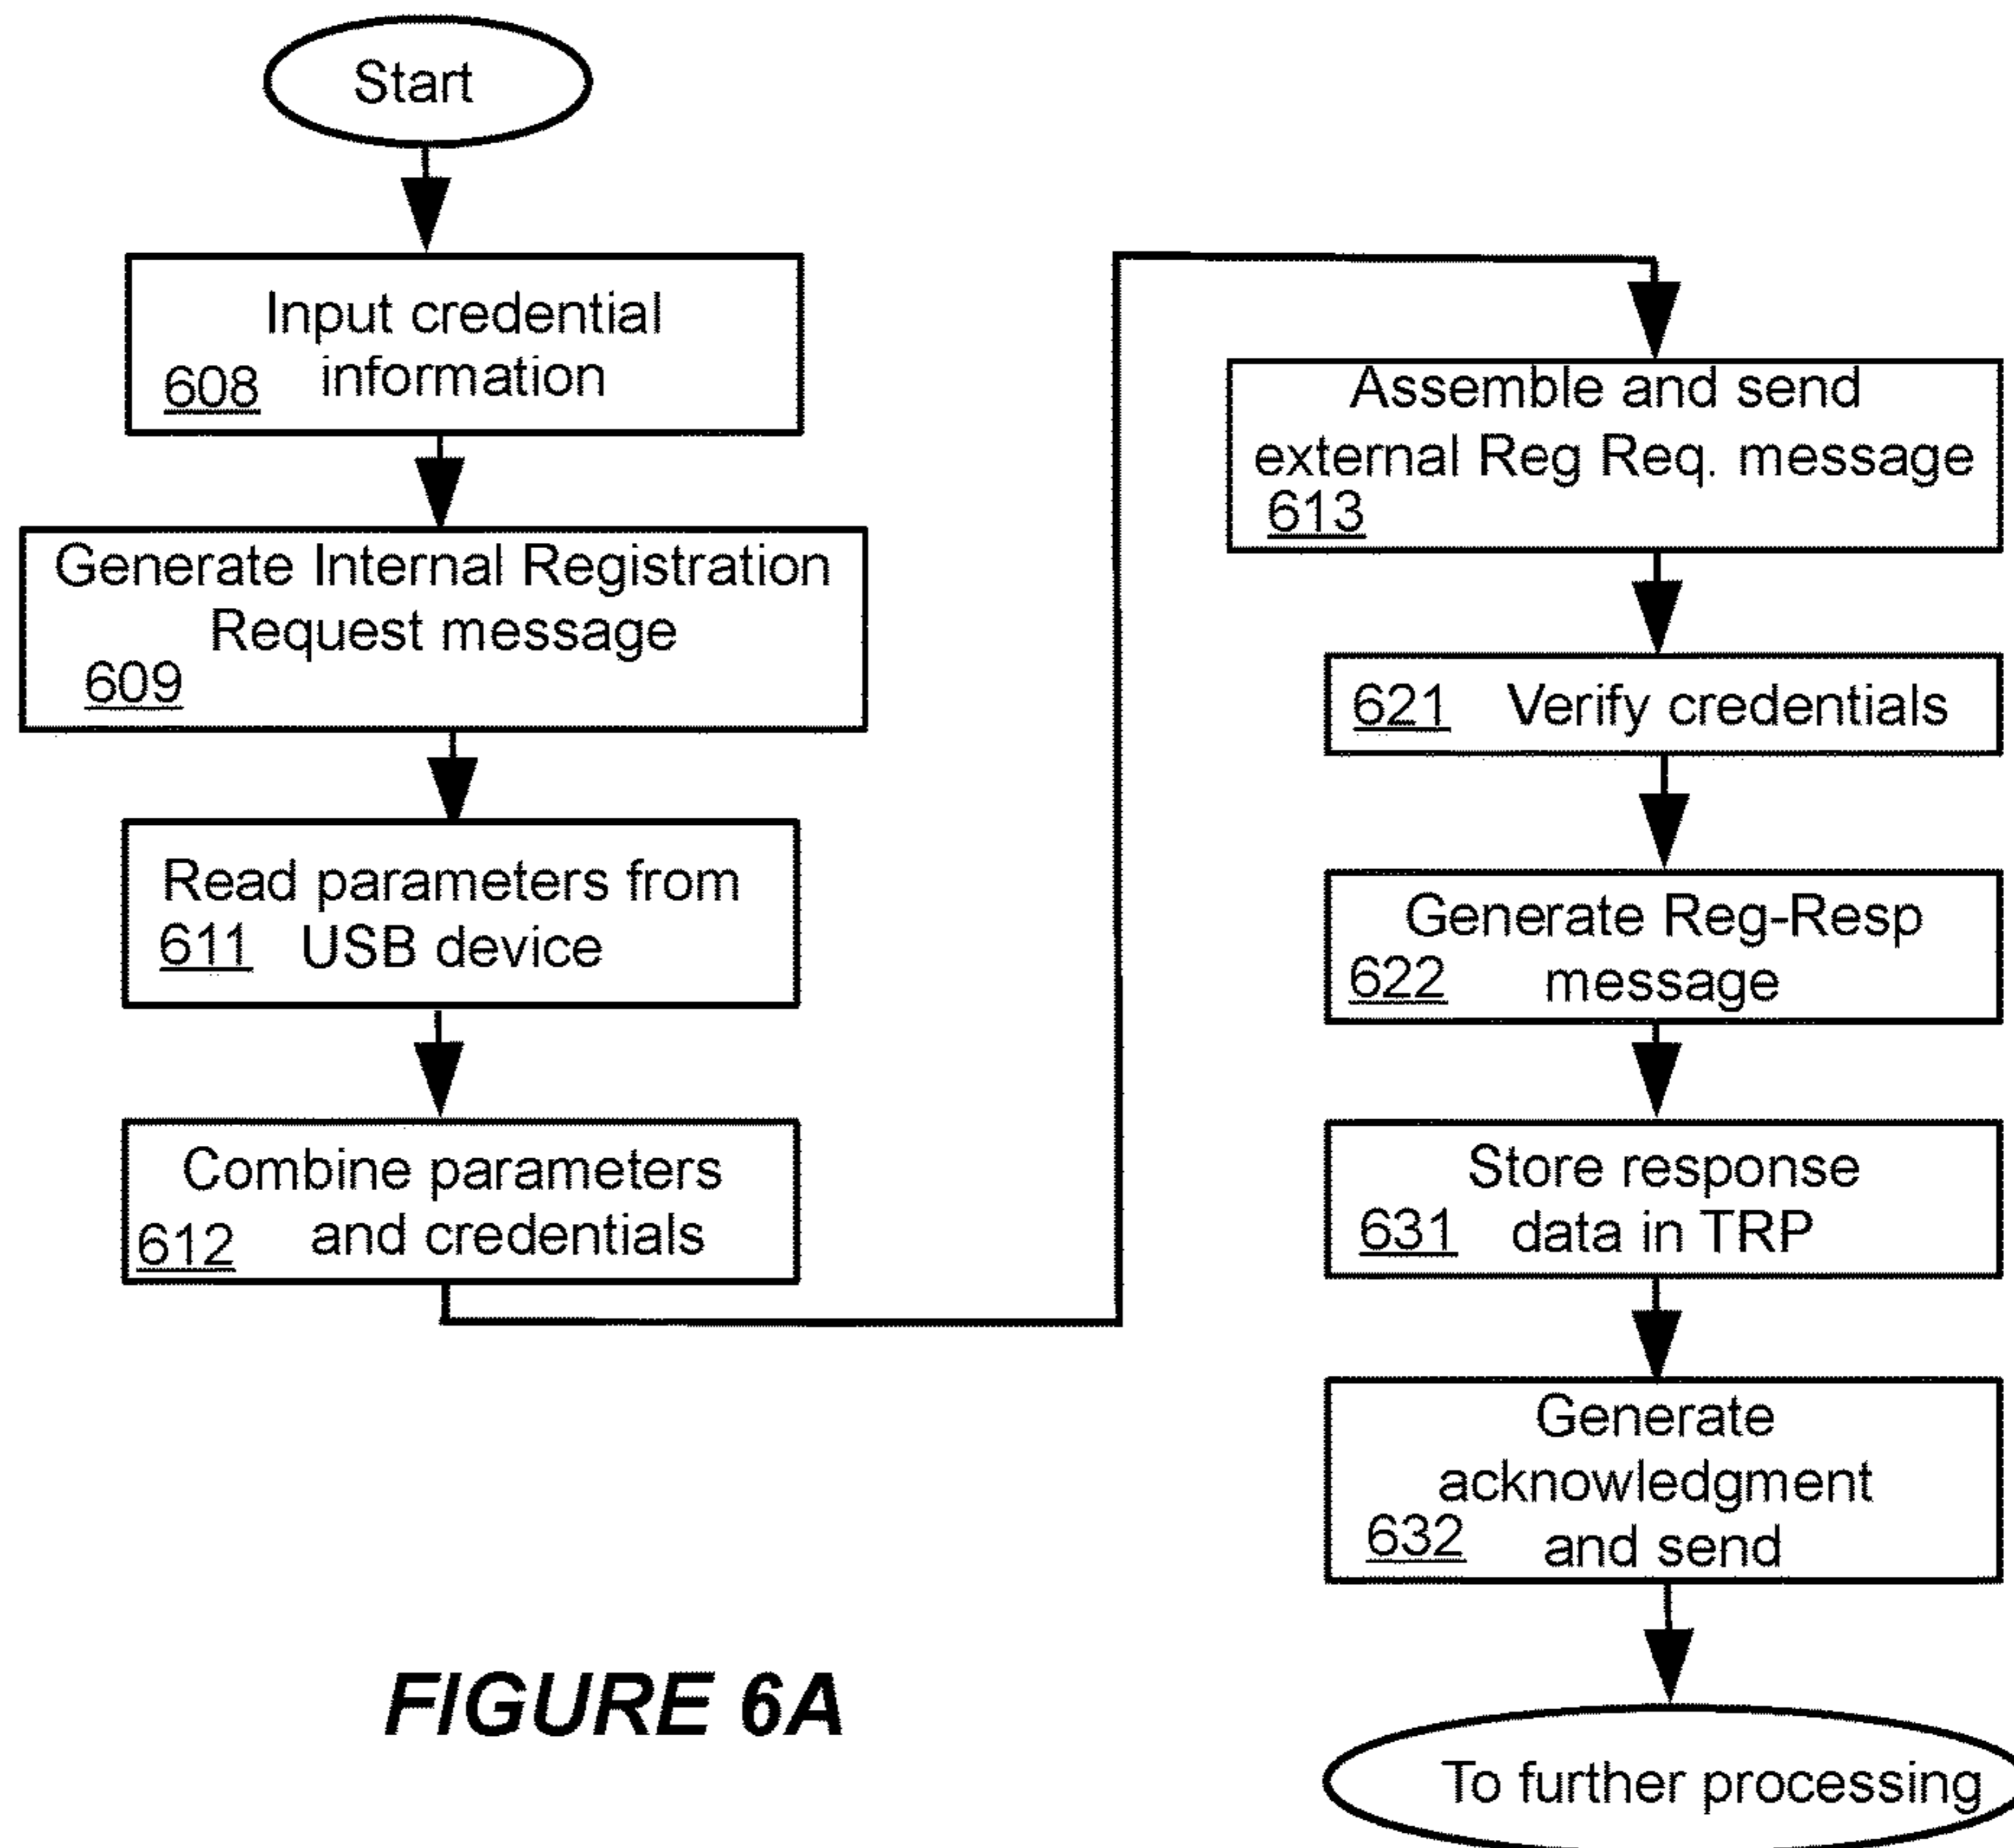 Start
Input credential
608 information
Generate Internal Registration
Request message
609
Read parameters from
611 USB device
Combine parameters
612 and credentials
Assemble and send
external Reg Req. message
613
621 Verify credentials
Generate Reg-Resp
622 message
Store response
631 data in TRP
Generate
acknowledgment
632 and send
To further processing
FIGURE 6A